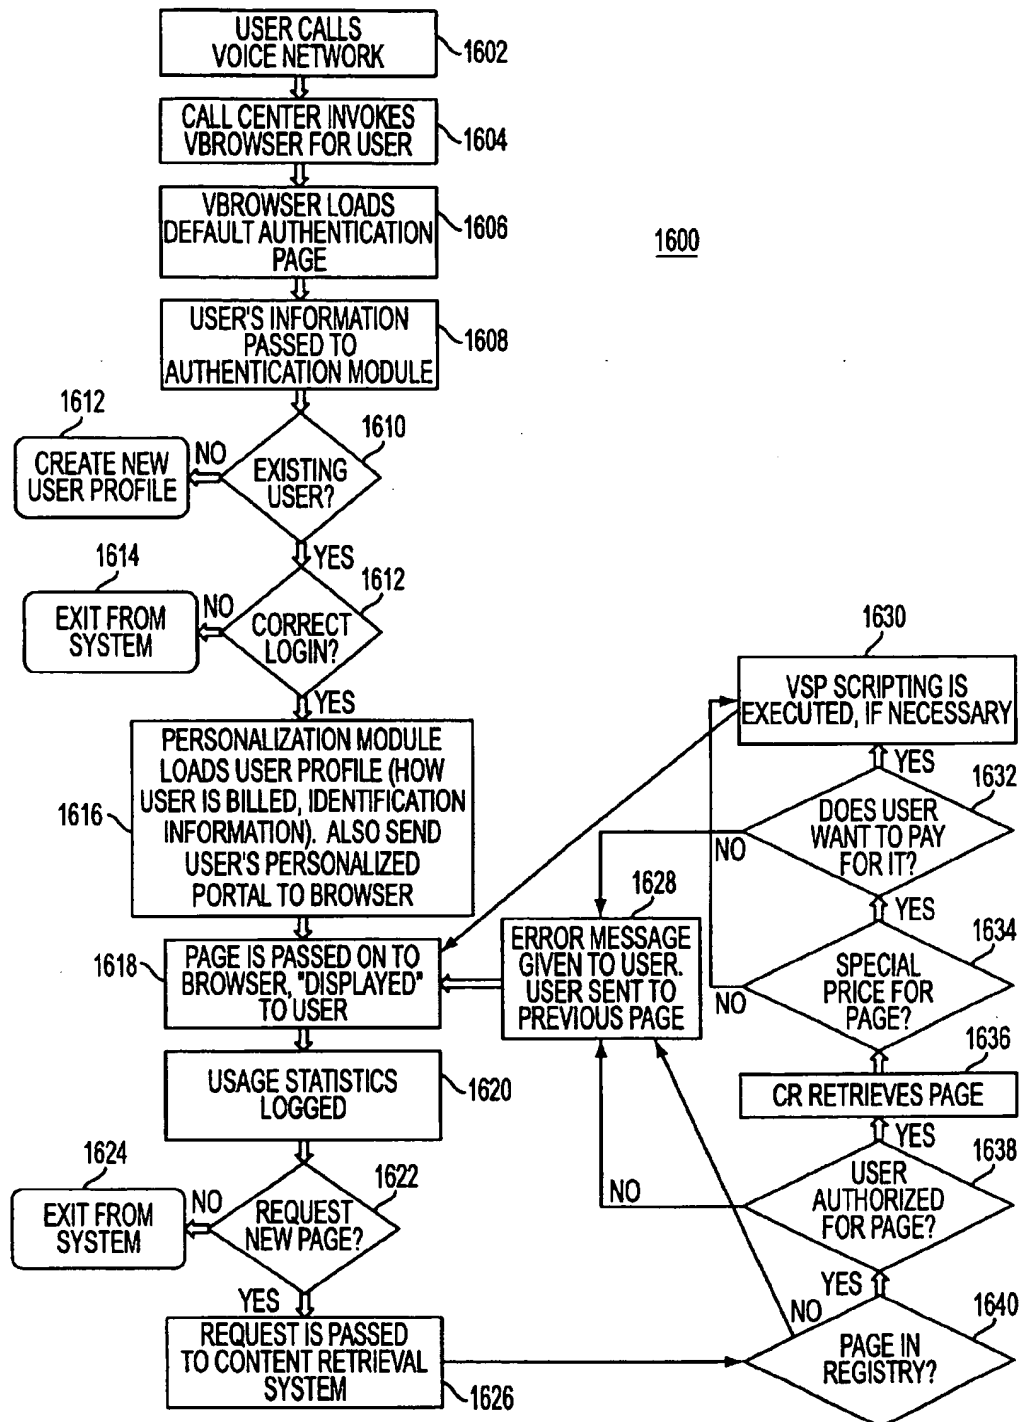 USER CALLS
VOICE NETWORK
1602
CALL CENTER INVOKES
VBROWSER FOR USER
1604
VBROWSER LOADS
DEFAULT AUTHENTICATION
PAGE
1606
1600
USER'S INFORMATION
PASSED TO
AUTHENTICATION MODULE
1608
1612
CREATE NEW
USER PROFILE
NO
1610
EXISTING
USER?
YES
1614
EXIT FROM
SYSTEM
NO
1612
CORRECT
LOGIN?
YES
1616
PERSONALIZATION MODULE
LOADS USER PROFILE (HOW
USER IS BILLED, IDENTIFICATION
INFORMATION). ALSO SEND
USER'S PERSONALIZED
PORTAL TO BROWSER
1618
PAGE IS PASSED ON TO
BROWSER, "DISPLAYED"
TO USER
USAGE STATISTICS
LOGGED
1620
1624
EXIT FROM
SYSTEM
NO
1622
REQUEST
NEW PAGE?
YES
REQUEST IS PASSED
TO CONTENT RETRIEVAL
SYSTEM
1626
1628
ERROR MESSAGE
GIVEN TO USER.
USER SENT TO
PREVIOUS PAGE
1630
VSP SCRIPTING IS
EXECUTED, IF NECESSARY
YES
1632
DOES USER
WANT TO PAY
FOR IT?
NO
YES
1634
SPECIAL
PRICE FOR
PAGE?
NO
1636
CR RETRIEVES PAGE
YES
1638
USER
AUTHORIZED
FOR PAGE?
NO
YES
NO
1640
PAGE IN
REGISTRY?